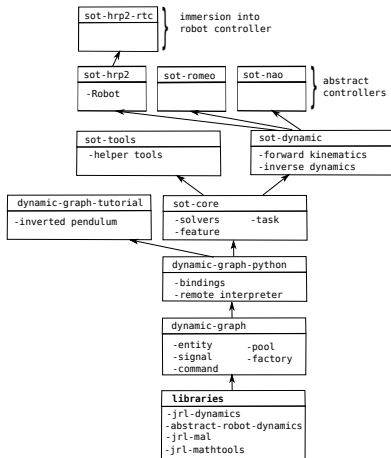 sot-hrp2-rtc
immersion into
robot controller
sot-hrp2
sot-romeo
sot-nao
-Robot
abstract
controllers
sot-tools
sot-dynamic
-helper tools
-forward kinematics
-inverse dynamics
dynamic-graph-tutorial
sot-core
-inverted pendulum
-solvers -task
-feature
dynamic-graph-python
-bindings
-remote interpreter
dynamic-graph
-entity -pool
-signal -factory
-command
libraries
-jrl-dynamics
-abstract-robot-dynamics
-jrl-mal
-jrl-mathtools